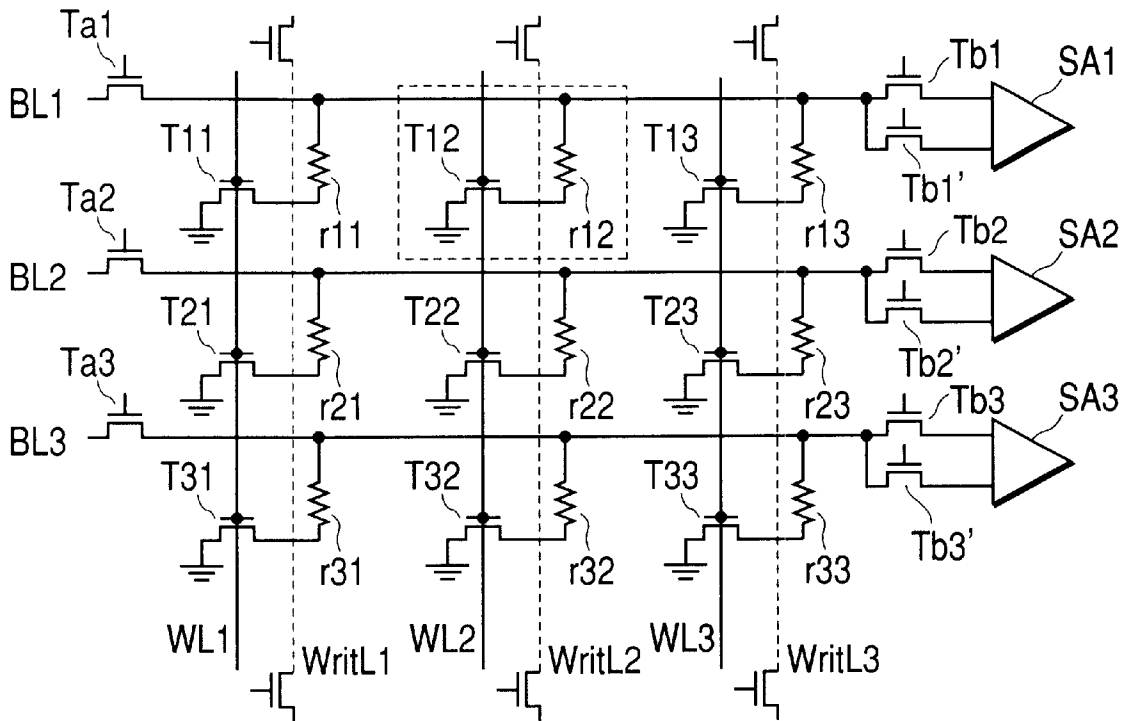 Ta1
Tb1
SA1
BL1
T11
T12
T13
Tb1'
Ta2
r11
r12
r13
Tb2
SA2
BL2
T21
T22
T23
Tb2'
Ta3
r21
r22
r23
Tb3
SA3
BL3
T31
T32
T33
Tb3'
r31
r32
r33
WL1
WritL1
WL2
WritL2
WL3
WritL3